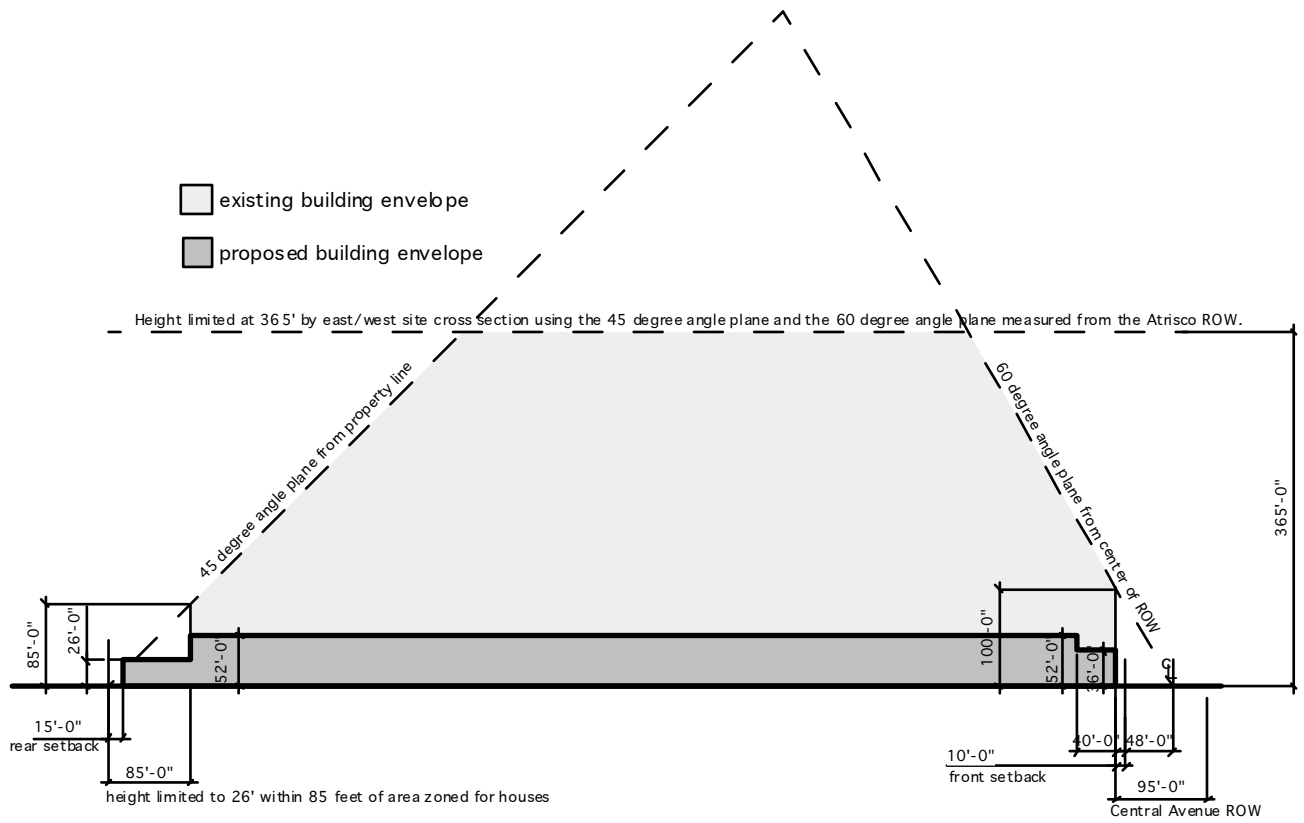 existing building envelope
proposed building envelope
Height limited at 365' by east/west site cross section using the 45 degree angle plane and the 60 degree angle plane measured from the Atrisco ROW.
45 degree angle plane from property line
60 degree angle plane from center of ROW
365'-0"
85'-0"
26'-0"
52'-0"
100'-0"
52'-0"
36'-0"
CL
15'-0"
rear setback
85'-0"
height limited to 26' within 85 feet of area zoned for houses
40'-0"
48'-0"
10'-0"
front setback
95'-0"
Central Avenue ROW